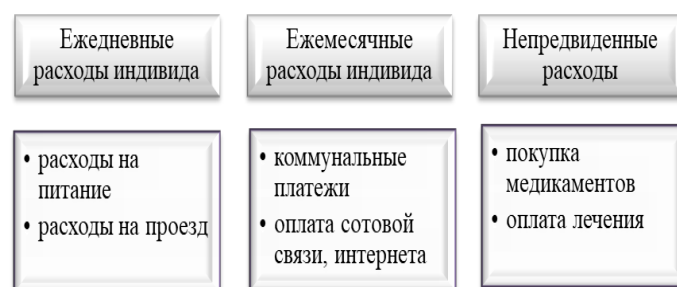 Ежедневные
расходы индивида
Ежемесячные
расходы индивида
Непредвиденные
расходы
• расходы на
питание
• расходы на проезд
• коммунальные
платежи
• оплата сотовой
связи, интернета
• покупка
медикаментов
• оплата лечения